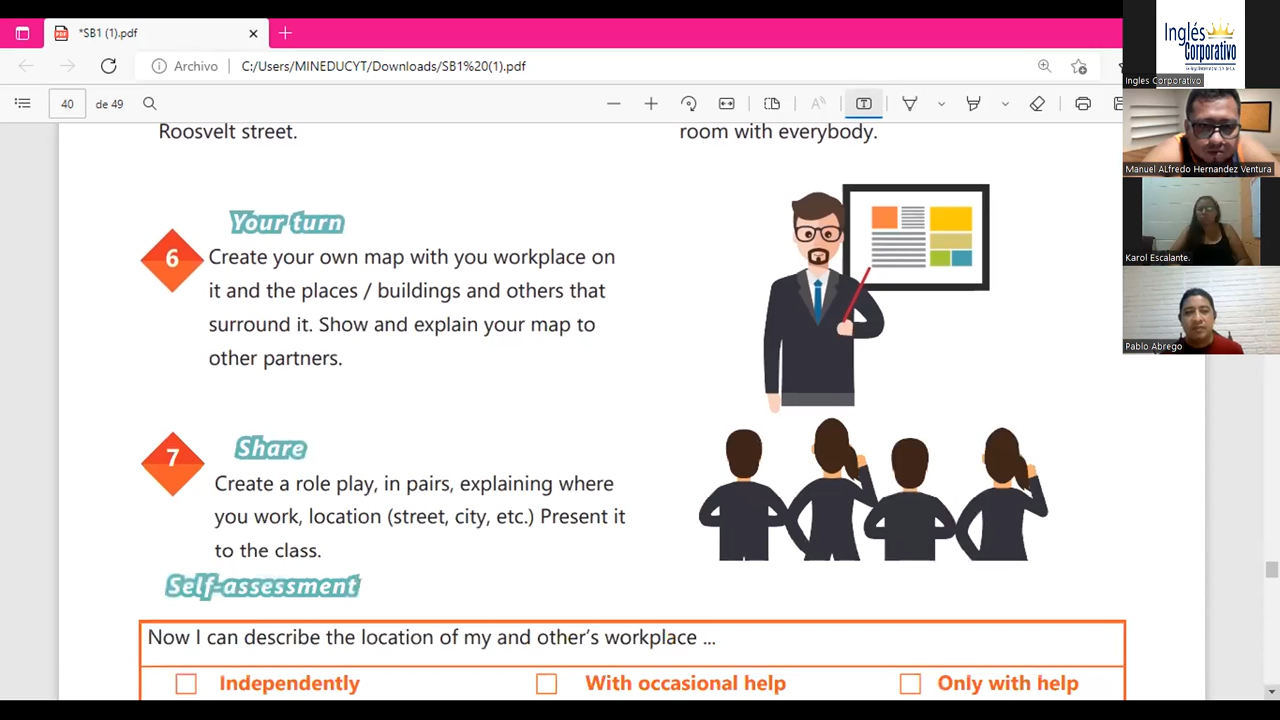 *SB1 (1).pdf
Archivo
C:/Users/MINEDUCYT/Downloads/SB1%20(1).pdf
40
de 49
Roosvelt street.
room with everybody.
6
Your turn
Create your own map with you workplace on
it and the places / buildings and others that
surround it. Show and explain your map to
other partners.
7
Share
Create a role play, in pairs, explaining where
you work, location (street, city, etc.) Present it
to the class.
Self-assessment
Now I can describe the location of my and other's workplace ...
Independently
With occasional help
Only with help
Inglés
Corporativo
Ingles Corporativo
Manuel ALfredo Hernandez Ventura
Karol Escalante.
Pablo Abrego